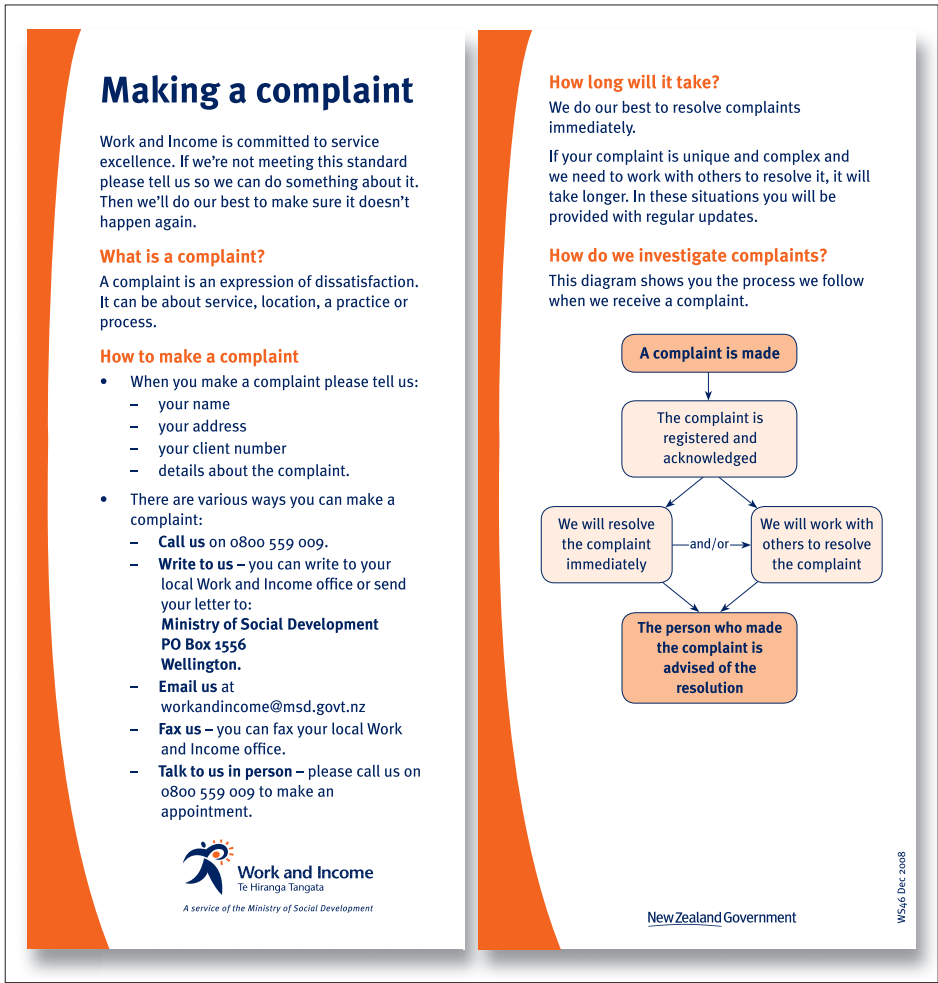 Making a complaint
Work and Income is committed to service
excellence. If we're not meeting this standard
please tell us so we can do something about it.
Then we'll do our best to make sure it doesn't
happen again.
What is a complaint?
A complaint is an expression of dissatisfaction.
It can be about service, location, a practice or
process.
How to make a complaint
• When you make a complaint please tell us:
– your name
– your address
– your client number
– details about the complaint.
• There are various ways you can make a
complaint:
– Call us on 0800 559 009.
– Write to us – you can write to your
local Work and Income office or send
your letter to:
Ministry of Social Development
PO Box 1556
Wellington.
– Email us at
workandincome@msd.govt.nz
– Fax us – you can fax your local Work
and Income office.
– Talk to us in person – please call us on
0800 559 009 to make an
appointment.
Work and Income
Te Hiranga Tangata
A service of the Ministry of Social Development
How long will it take?
We do our best to resolve complaints
immediately.
If your complaint is unique and complex and
we need to work with others to resolve it, it will
take longer. In these situations you will be
provided with regular updates.
How do we investigate complaints?
This diagram shows you the process we follow
when we receive a complaint.
A complaint is made
The complaint is
registered and
acknowledged
We will resolve
the complaint
immediately
and/or
We will work with
others to resolve
the complaint
The person who made
the complaint is
advised of the
resolution
New Zealand Government
WS46 Dec 2008